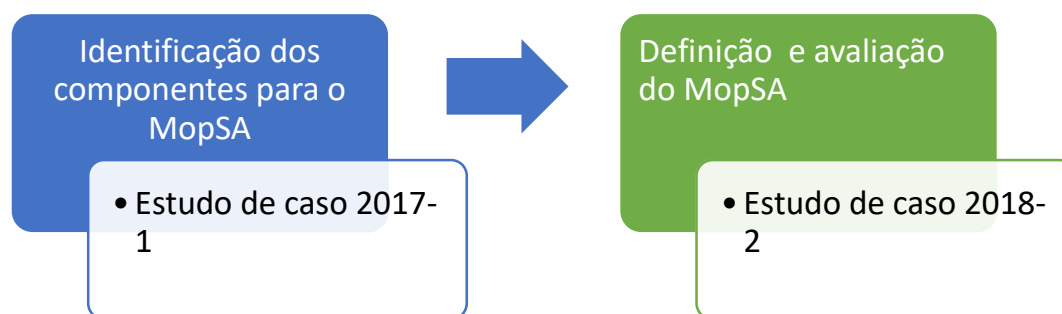 Identificação dos
componentes para o
MopSA
• Estudo de caso 2017-
1
Definição e avaliação
do MopSA
• Estudo de caso 2018-
2